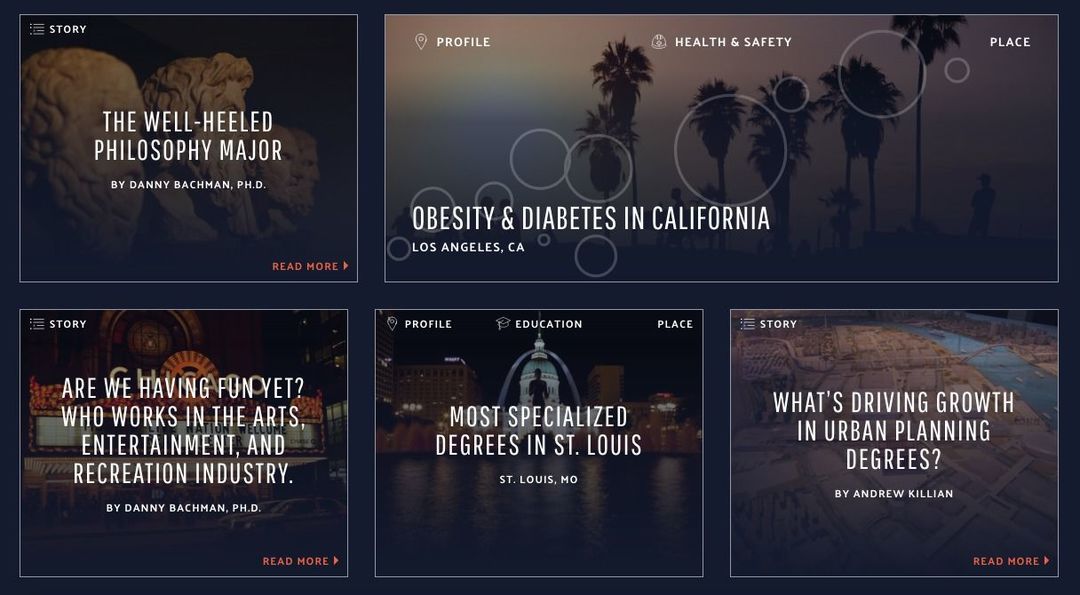 STORY
THE WELL-HEELED
PHILOSOPHY MAJOR
BY DANNY BACHMAN, PH.D.
READ MORE
PROFILE
HEALTH & SAFETY
PLACE
OBESITY & DIABETES IN CALIFORNIA
LOS ANGELES, CA
STORY
CHICAGO
ARE WE HAVING FUN YET?
WHO WORKS IN THE ARTS,
ENTERTAINMENT, AND
RECREATION INDUSTRY.
BY DANNY BACHMAN, PH.D.
READ MORE
PROFILE
EDUCATION
PLACE
MOST SPECIALIZED
DEGREES IN ST. LOUIS
ST. LOUIS, MO
STORY
WHAT'S DRIVING GROWTH
IN URBAN PLANNING
DEGREES?
BY ANDREW KILLIAN
READ MORE